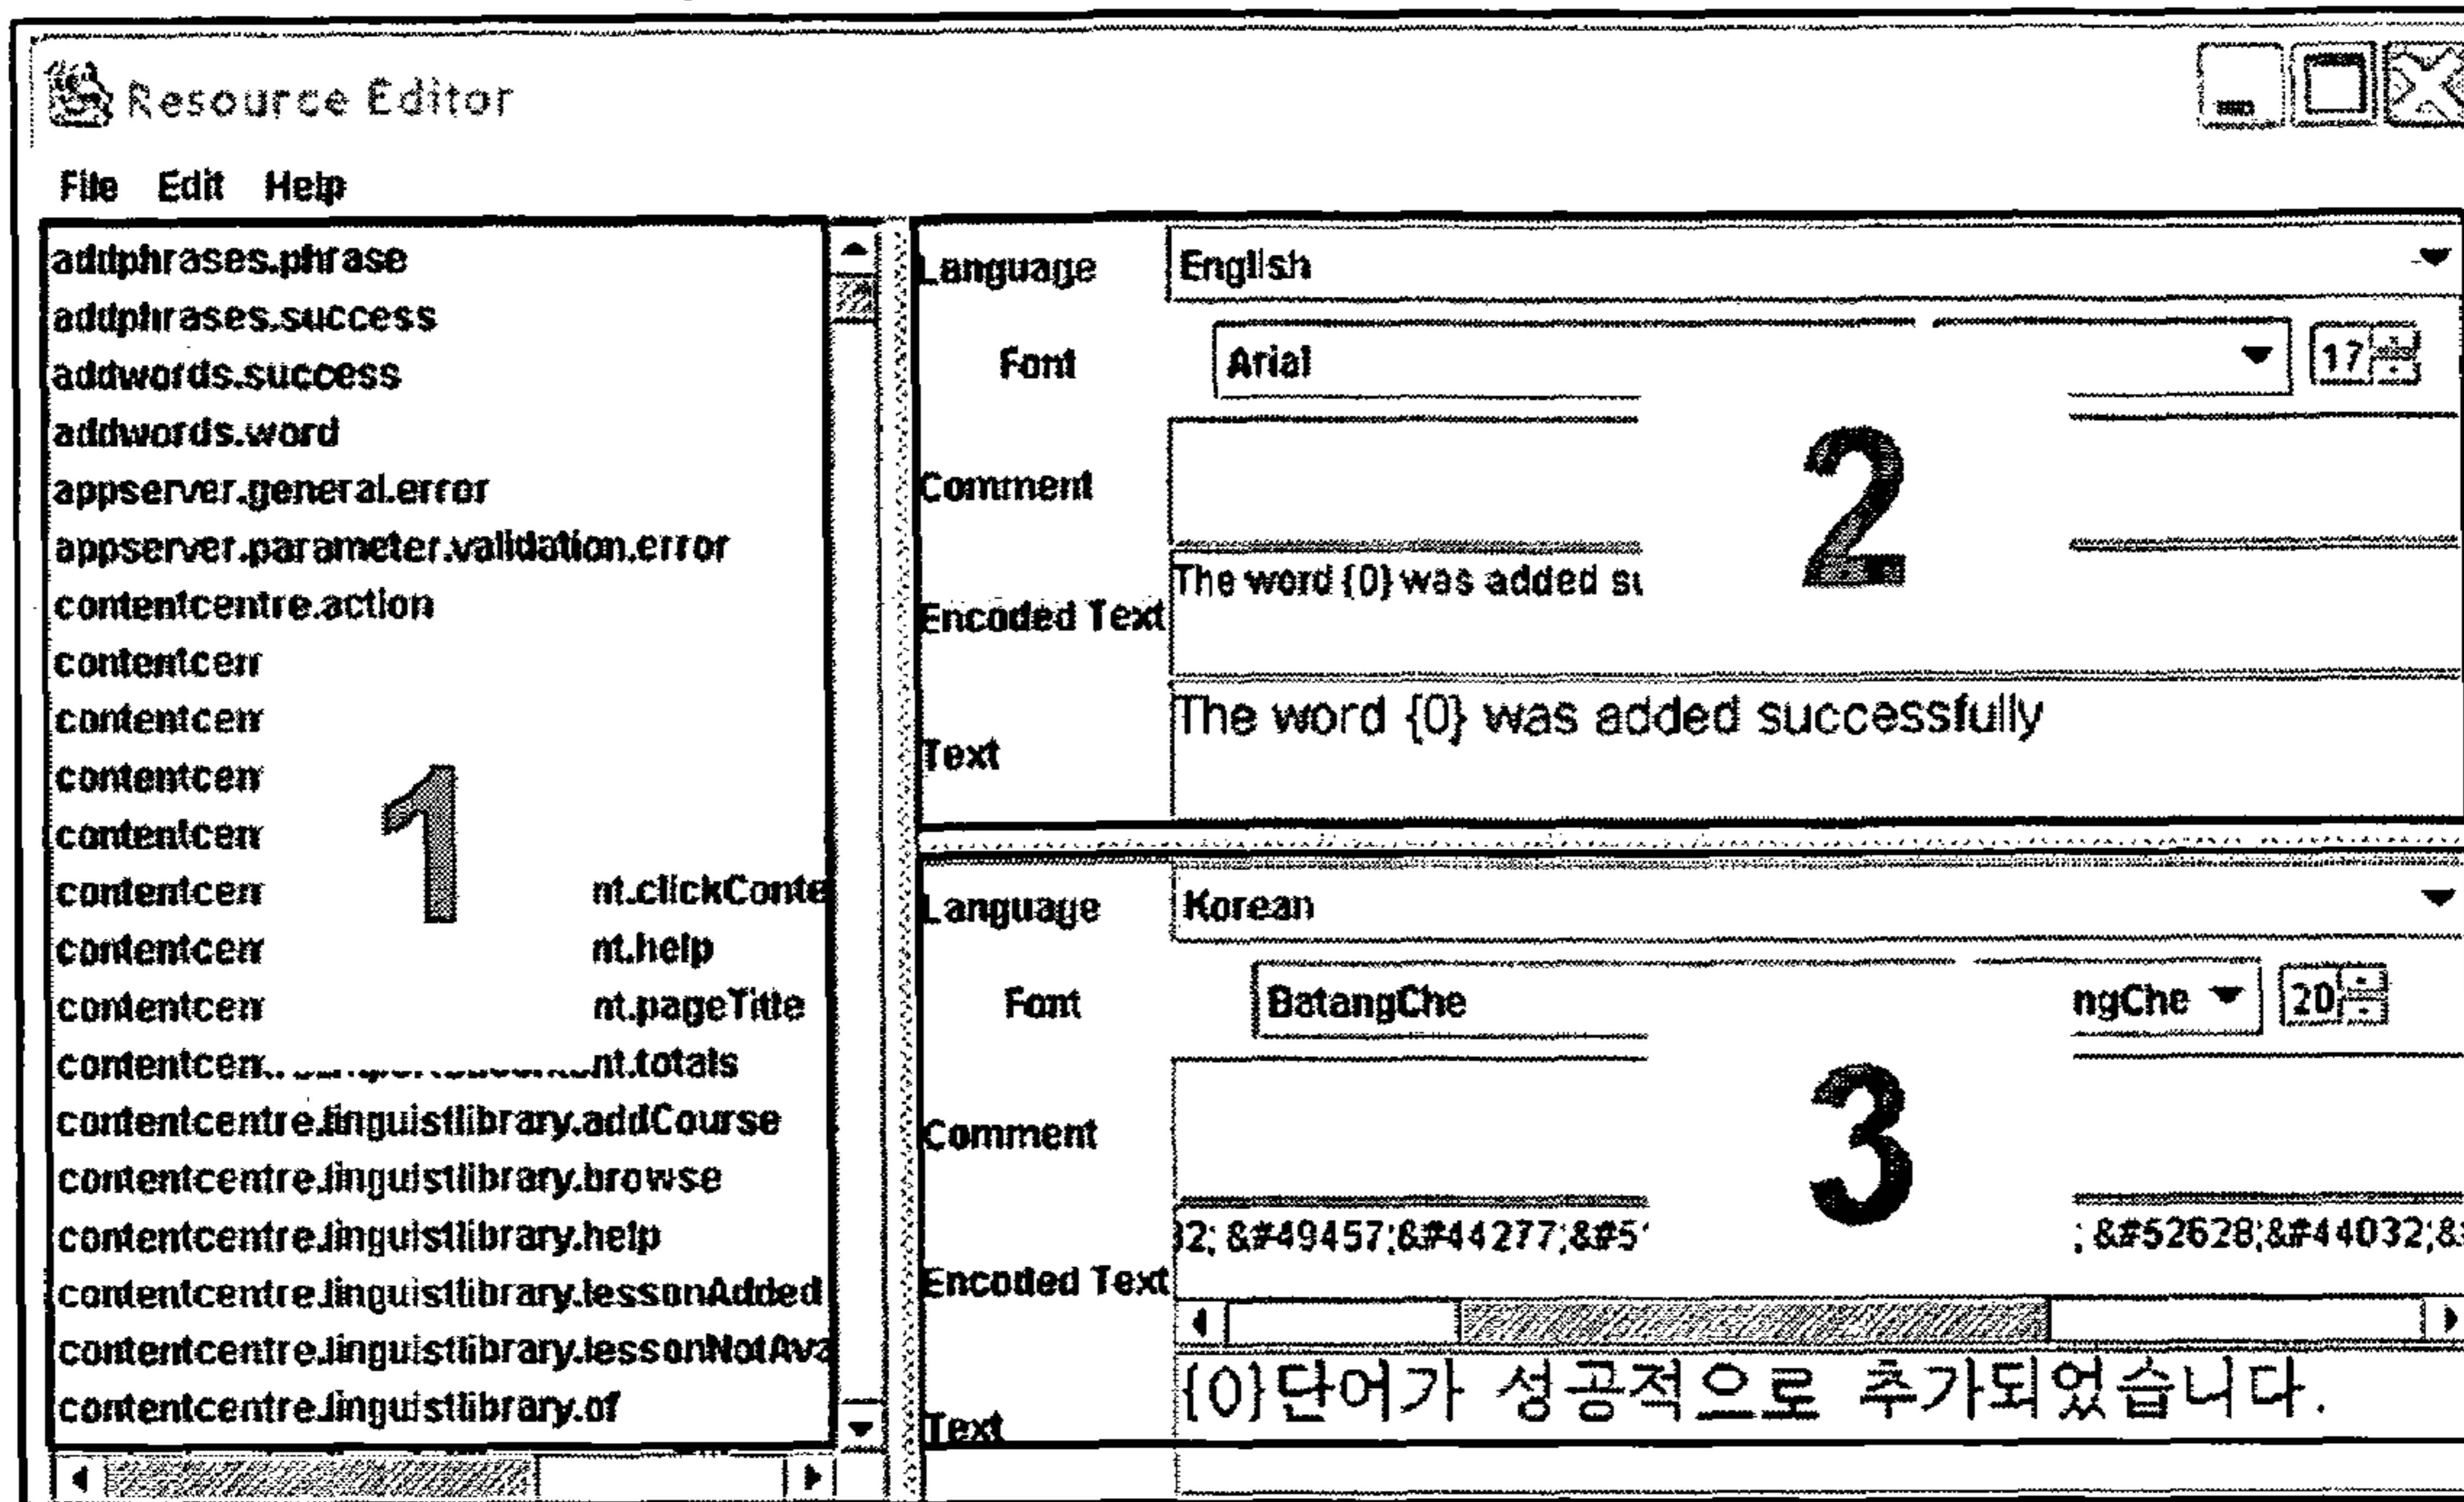 Resource Editor
File Edit Help
addphrases.phrase
addphrases.success
addwords.success
addwords.word
appserver.general.error
appserver.parameter.validation.error
contentcentre.action
contentcen
contentcen
contentcen
contentcen
contentcen nt.clickConte
contentcen nt.help
contentcen nt.pageTitle
contentcen nt.totals
contentcentre.linguistlibrary.addCourse
contentcentre.linguistlibrary.browse
contentcentre.linguistlibrary.help
contentcentre.linguistlibrary.lessonAdded
contentcentre.linguistlibrary.lessonNotAva
contentcentre.linguistlibrary.of
1
Language English
Font Arial 17
2
Comment
Encoded Text The word {0} was added su
Text The word {0} was added successfully
Language Korean
Font BatangChe ngChe 20
3
Comment
Encoded Text 32; &#49457;&#44277;&#5 ; &#52628;&#44032;&
Text {0}단어가 성공적으로 추가되었습니다.